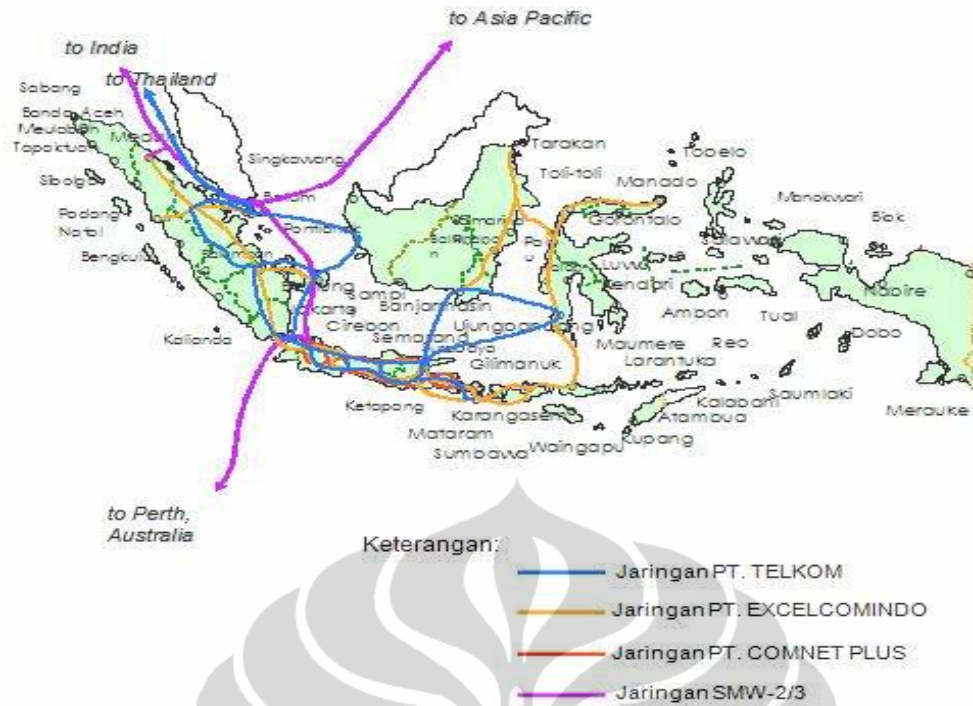 to Asia Pacific
to India
to Thailand
Sabang
Banda Aceh
Meulaboh
Tapaktuan
Sibolga
Singkawang
Padang
Natal
Bengkulu
Kalianda
Tarakan
Toli-toli
Tobelo
Manado
Manokwari
Biak
Gorontalo
Luwu
Kendari
Nabire
Sampi
Banjarmasin
Cirebon
Semarang
Ujungpandang
Ambon
Tual
Dobo
Maumere
Reo
Larantuka
Gilimanuk
Ketapang
Karangasem
Kalabahi
Saumlaki
Merauke
Atambua
Mataram
Waingapu
Kupang
Sumbawa
to Perth,
Australia
Keterangan:
Jaringan PT. TELKOM
Jaringan PT. EXCELCOMINDO
Jaringan PT. COMNET PLUS
Jaringan SMW-2/3